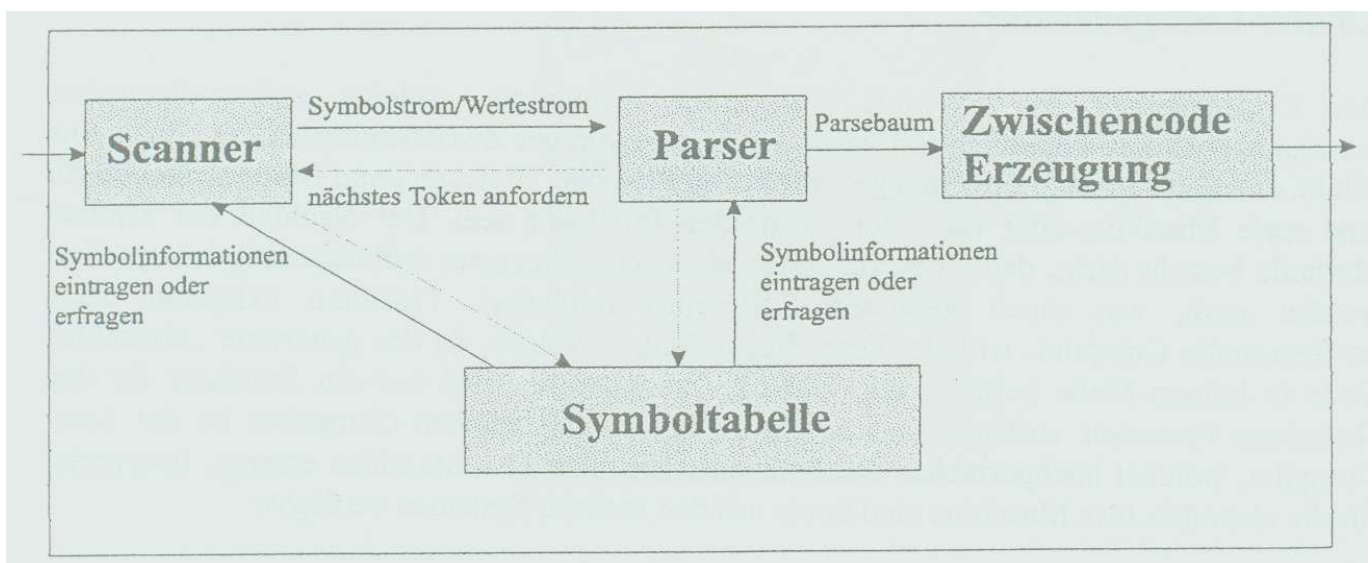 Scanner
Symbolstrom/Wertestrom
nächstes Token anfordern
Parser
Parsebaum
Zwischencode
Erzeugung
Symbolinformationen
eintragen oder
erfragen
Symbolinformationen
eintragen oder
erfragen
Symboltabelle